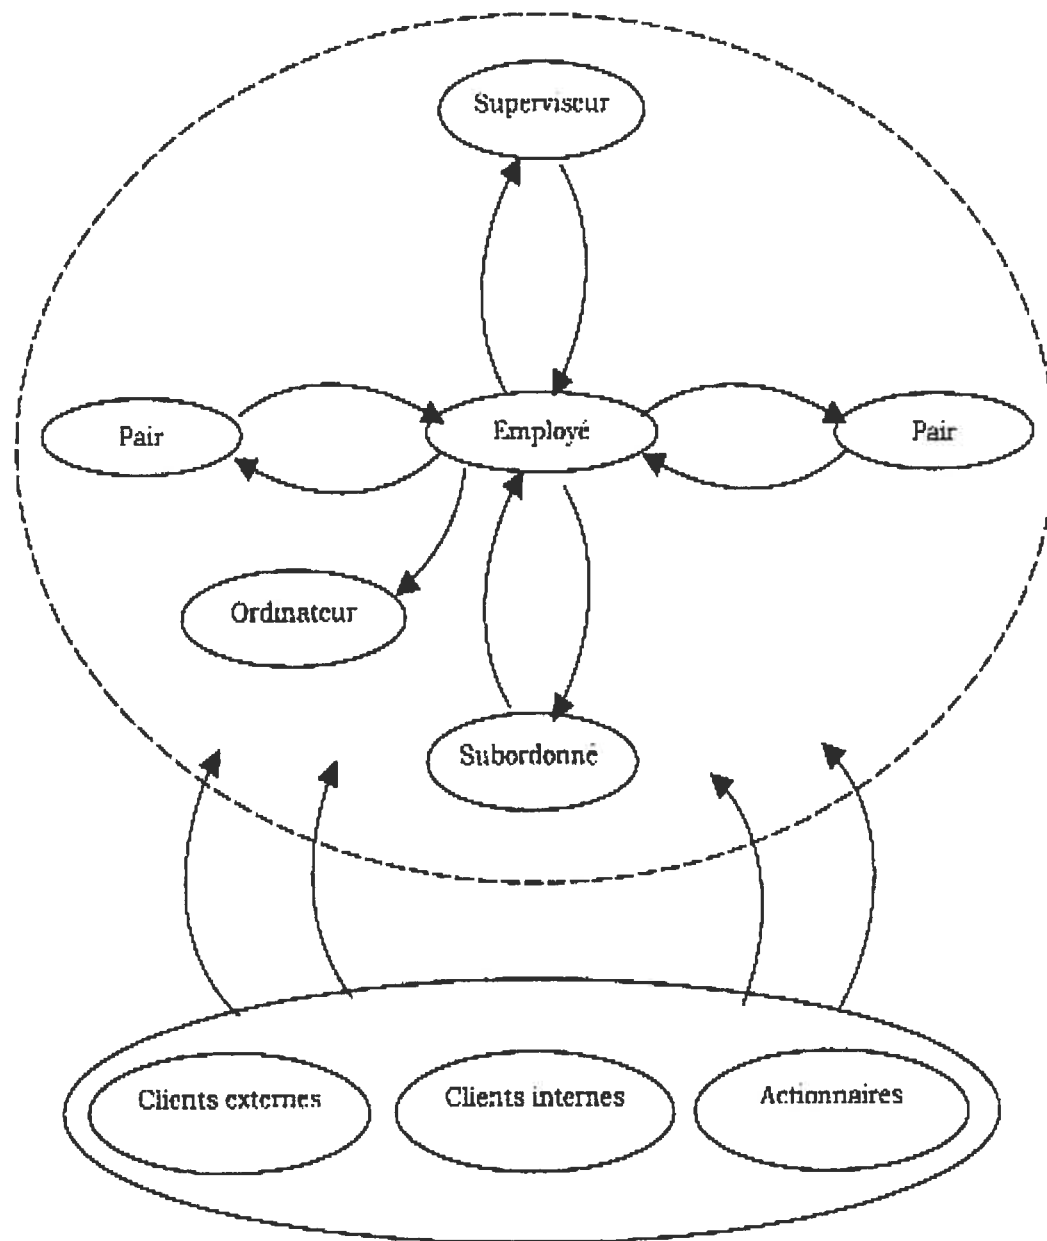 Superviseur
Pair
Employé
Pair
Ordinateur
Subordonné
Clients externes
Clients internes
Actionnaires